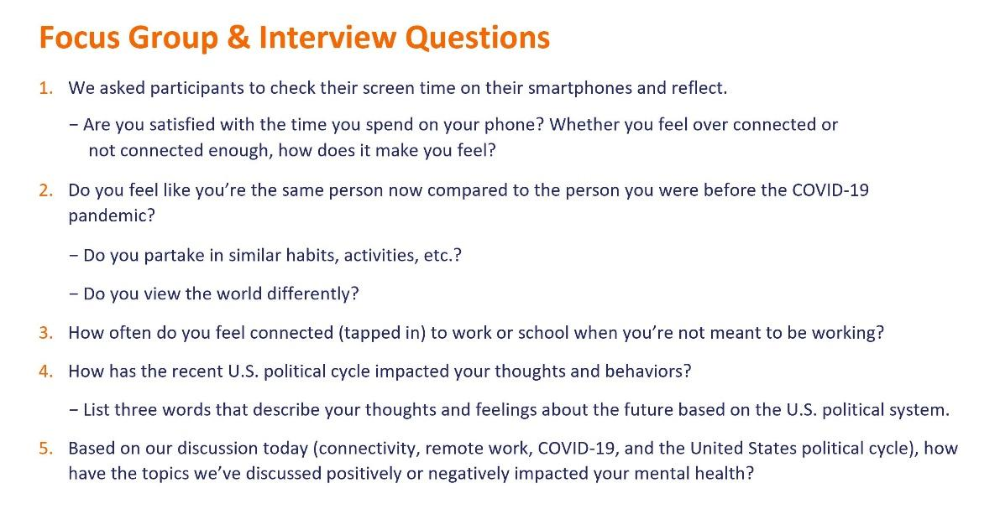 Focus Group & Interview Questions
1. We asked participants to check their screen time on their smartphones and reflect.
– Are you satisfied with the time you spend on your phone? Whether you feel over connected or
not connected enough, how does it make you feel?
2. Do you feel like you’re the same person now compared to the person you were before the COVID-19
pandemic?
– Do you partake in similar habits, activities, etc.?
– Do you view the world differently?
3. How often do you feel connected (tapped in) to work or school when you’re not meant to be working?
4. How has the recent U.S. political cycle impacted your thoughts and behaviors?
– List three words that describe your thoughts and feelings about the future based on the U.S. political system.
5. Based on our discussion today (connectivity, remote work, COVID-19, and the United States political cycle), how
have the topics we’ve discussed positively or negatively impacted your mental health?